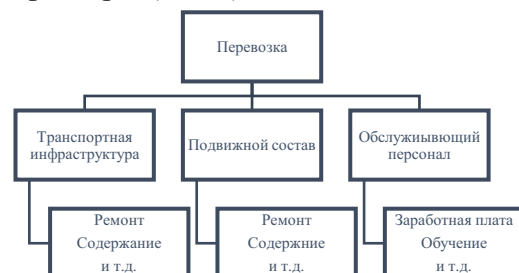 Перевозка
Транспортная
инфраструктура
Подвижной состав
Обслужиывющий
персонал
Ремонт
Содержание
и т.д.
Ремонт
Содержние
и т.д.
Заработная плата
Обучение
и т.д.